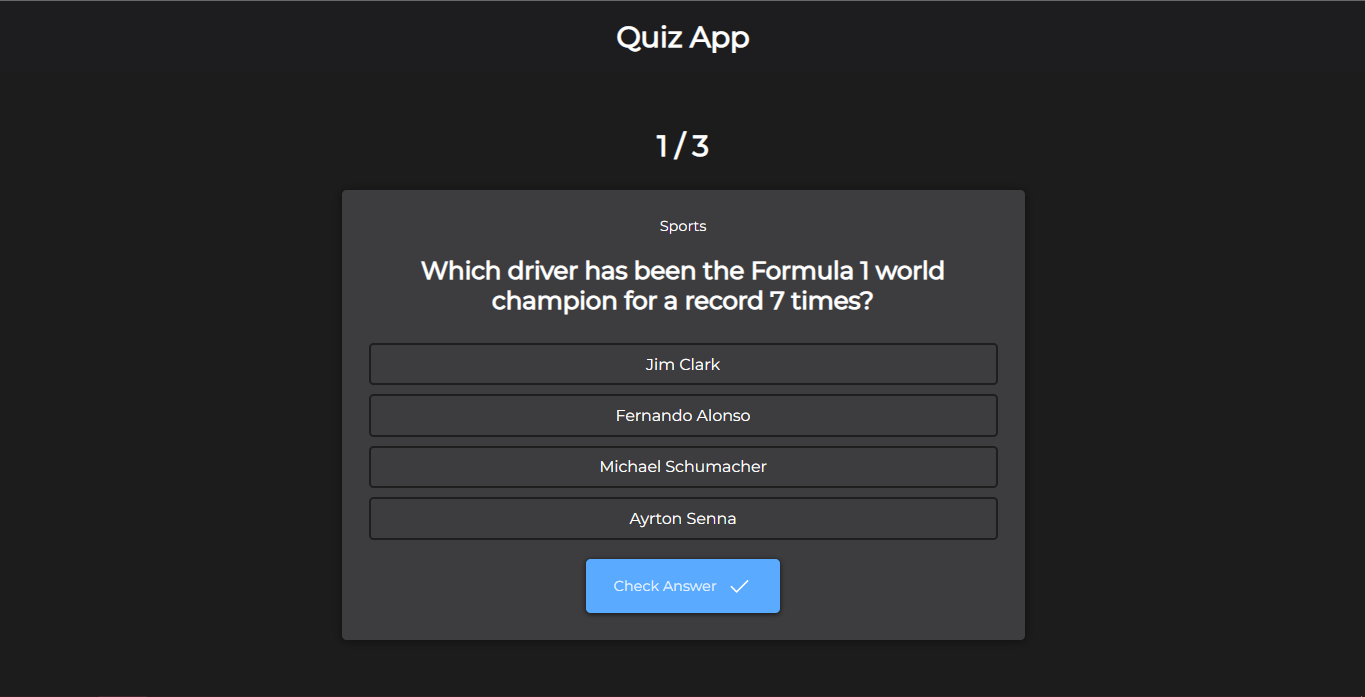 Quiz App
1 / 3
Sports
Which driver has been the Formula 1 world
champion for a record 7 times?
Jim Clark
Fernando Alonso
Michael Schumacher
Ayrton Senna
Check Answer